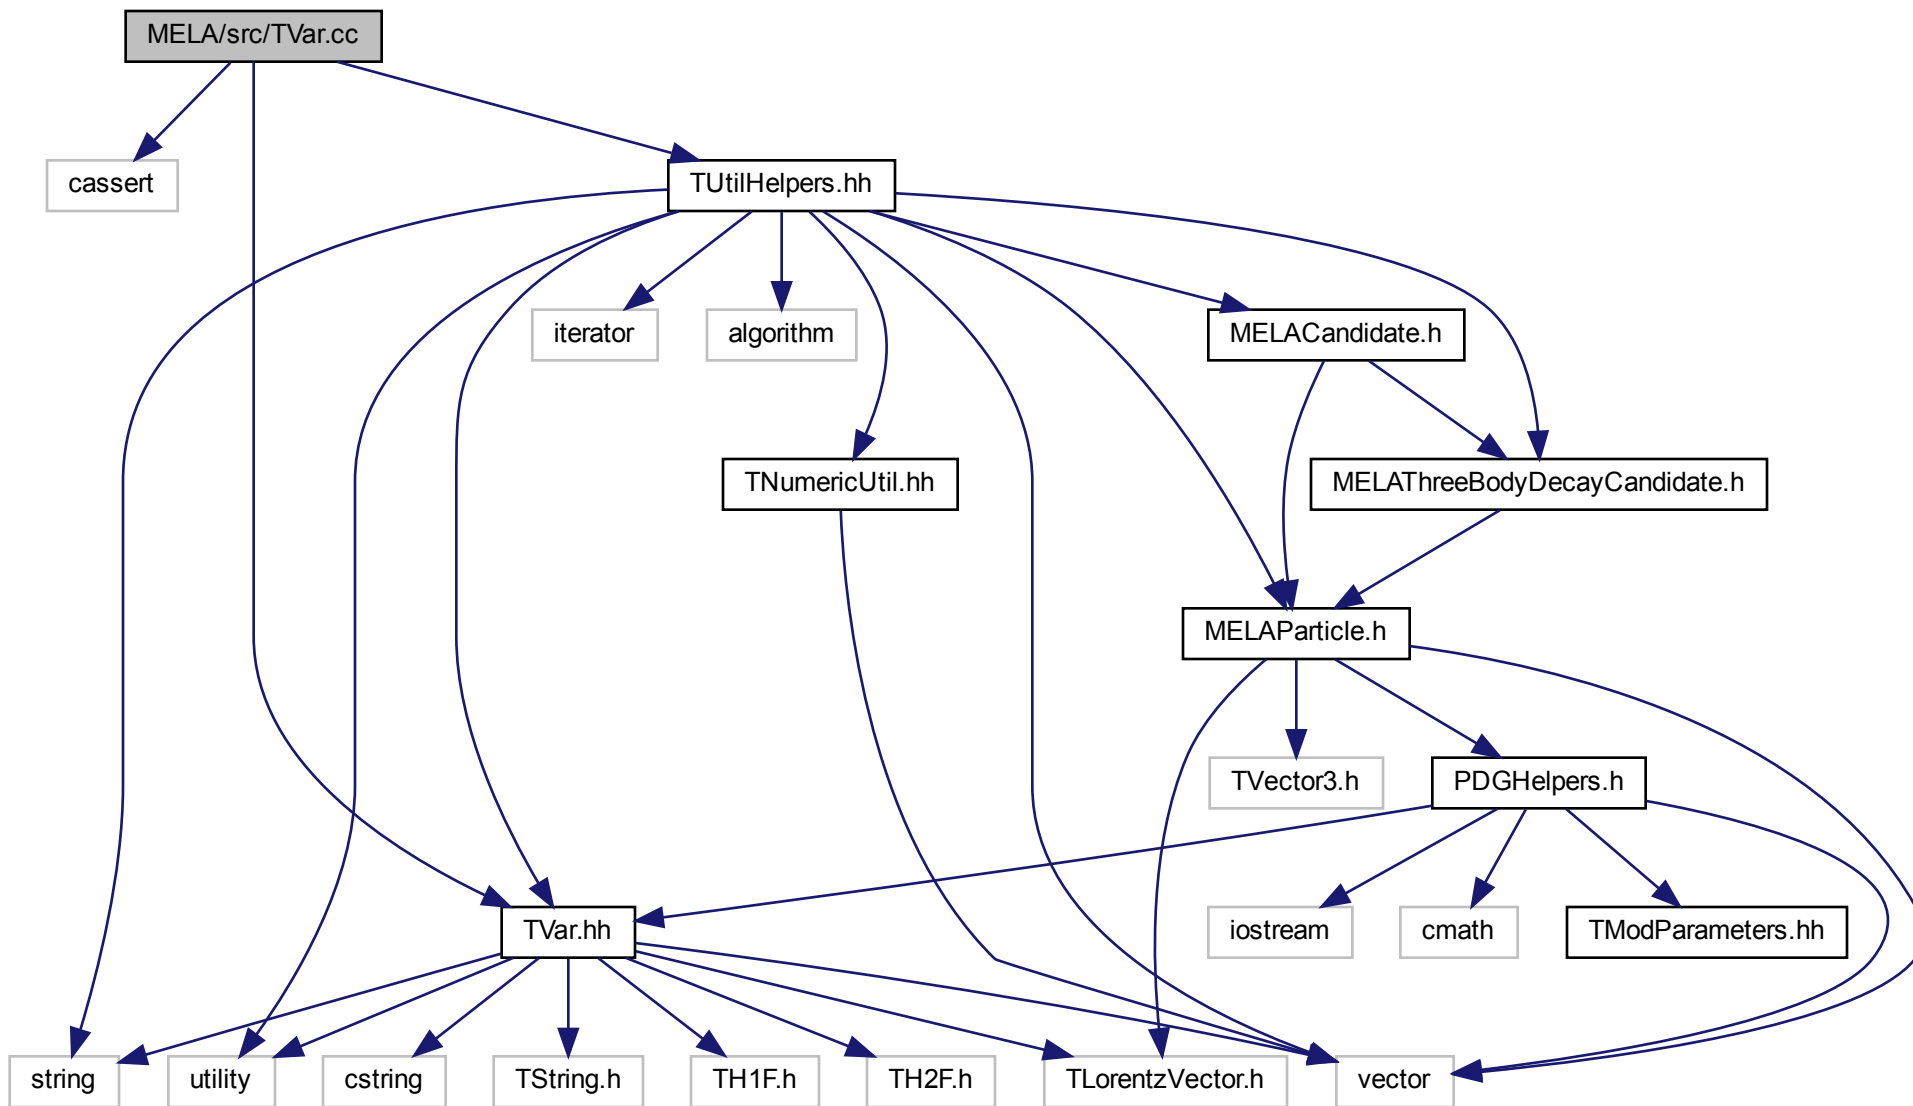 MELA/src/TVar.cc
cassert
TUtilHelpers.hh
iterator
algorithm
MELACandidate.h
TNumericUtil.hh
MELAThreeBodyDecayCandidate.h
MELAParticle.h
TVector3.h
PDGHelpers.h
TVar.hh
iostream
cmath
TModParameters.hh
string
utility
cstring
TString.h
TH1F.h
TH2F.h
TLorentzVector.h
vector